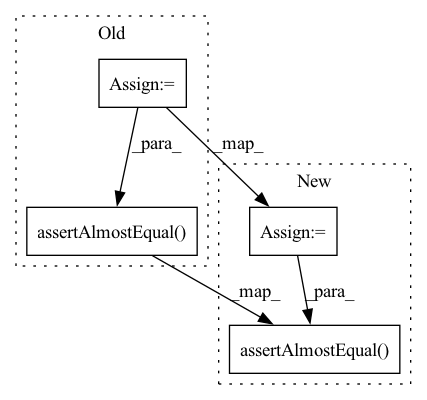 Old
Assign:=
_para_
_map_
New
assertAlmostEqual()
Assign:=
_map_
_para_
assertAlmostEqual()